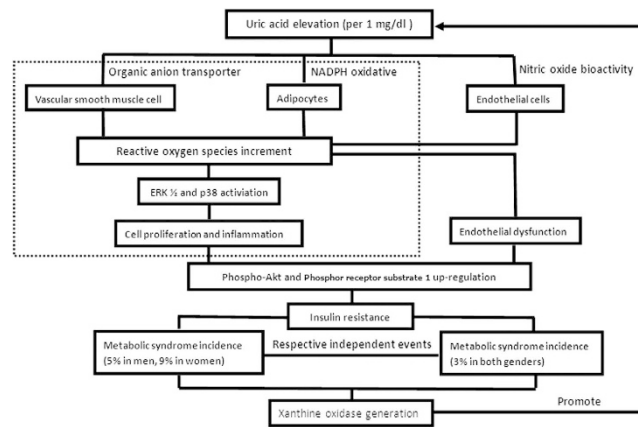 Uric acid elevation (per 1 mg/dl )
Organic anion transporter
NADPH oxidative
Nitric oxide bioactivity
Vascular smooth muscle cell
Adipocytes
Endothelial cells
Reactive oxygen species increment
ERK ½ and p38 activiation
Cell proliferation and inflammation
Endothelial dysfunction
Phospho-Akt and Phosphor receptor substrate 1 up-regulation
Insulin resistance
Metabolic syndrome incidence
(5% in men, 9% in women)
Respective independent events
Metabolic syndrome incidence
(3% in both genders)
Xanthine oxidase generation
Promote